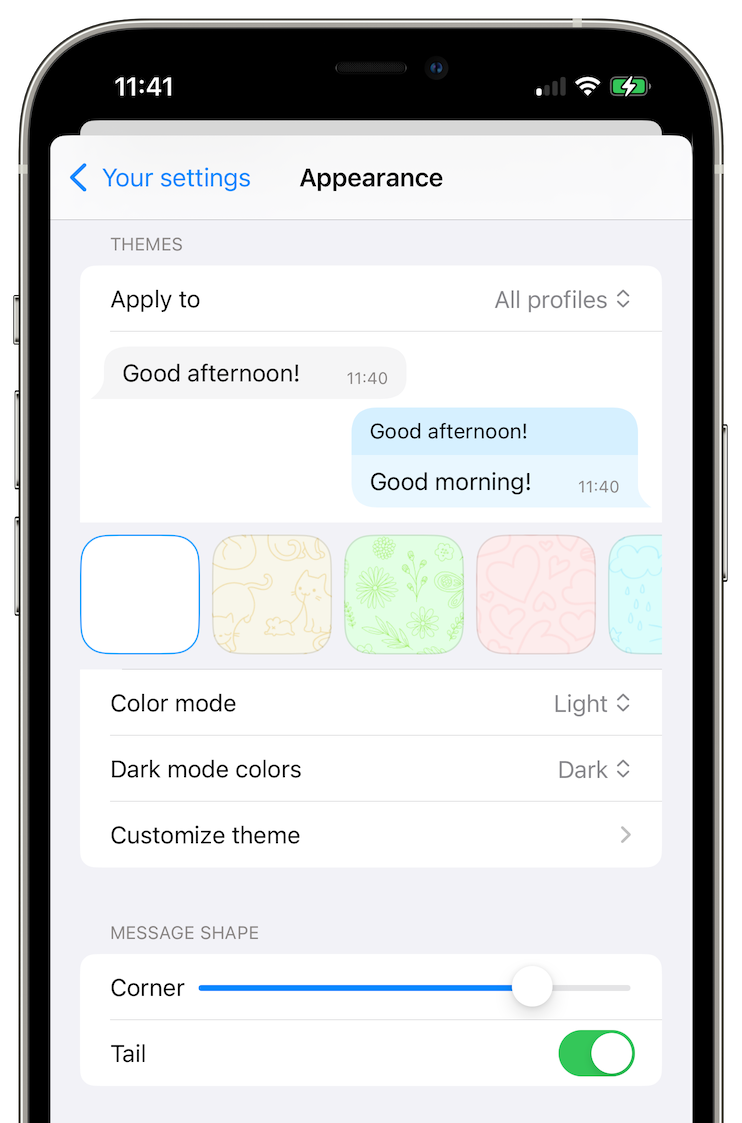 11:41
Your settings
Appearance
THEMES
Apply to
All profiles
Good afternoon!
11:40
Good afternoon!
Good morning!
11:40
Color mode
Light
Dark mode colors
Dark
Customize theme
MESSAGE SHAPE
Corner
Tail